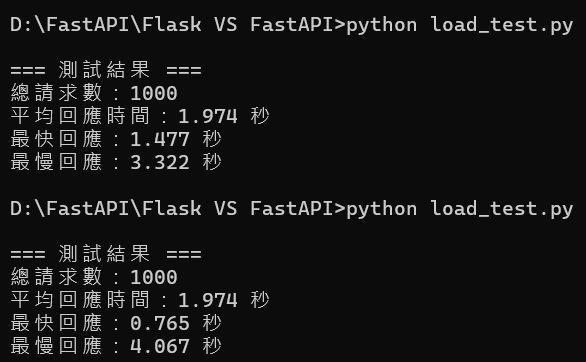 D:\FastAPI\Flask VS FastAPI>python load_test.py
=== 測試結果 ===
總請求數：1000
平均回應時間：1.974 秒
最快回應：1.477 秒
最慢回應：3.322 秒
D:\FastAPI\Flask VS FastAPI>python load_test.py
=== 測試結果 ===
總請求數：1000
平均回應時間：1.974 秒
最快回應：0.765 秒
最慢回應：4.067 秒